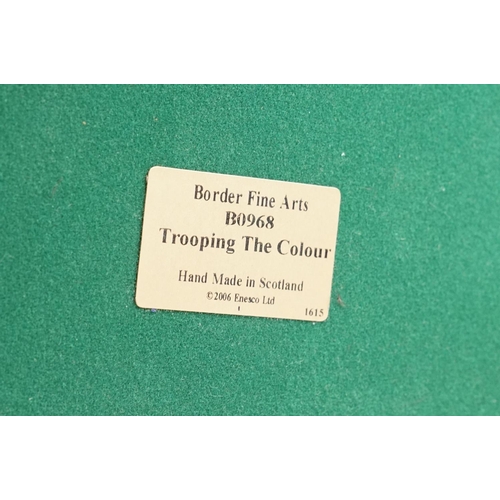 Border Fine Arts
B0968
Trooping The Colour
Hand Made in Scotland
©2006 Enesco Ltd
1615